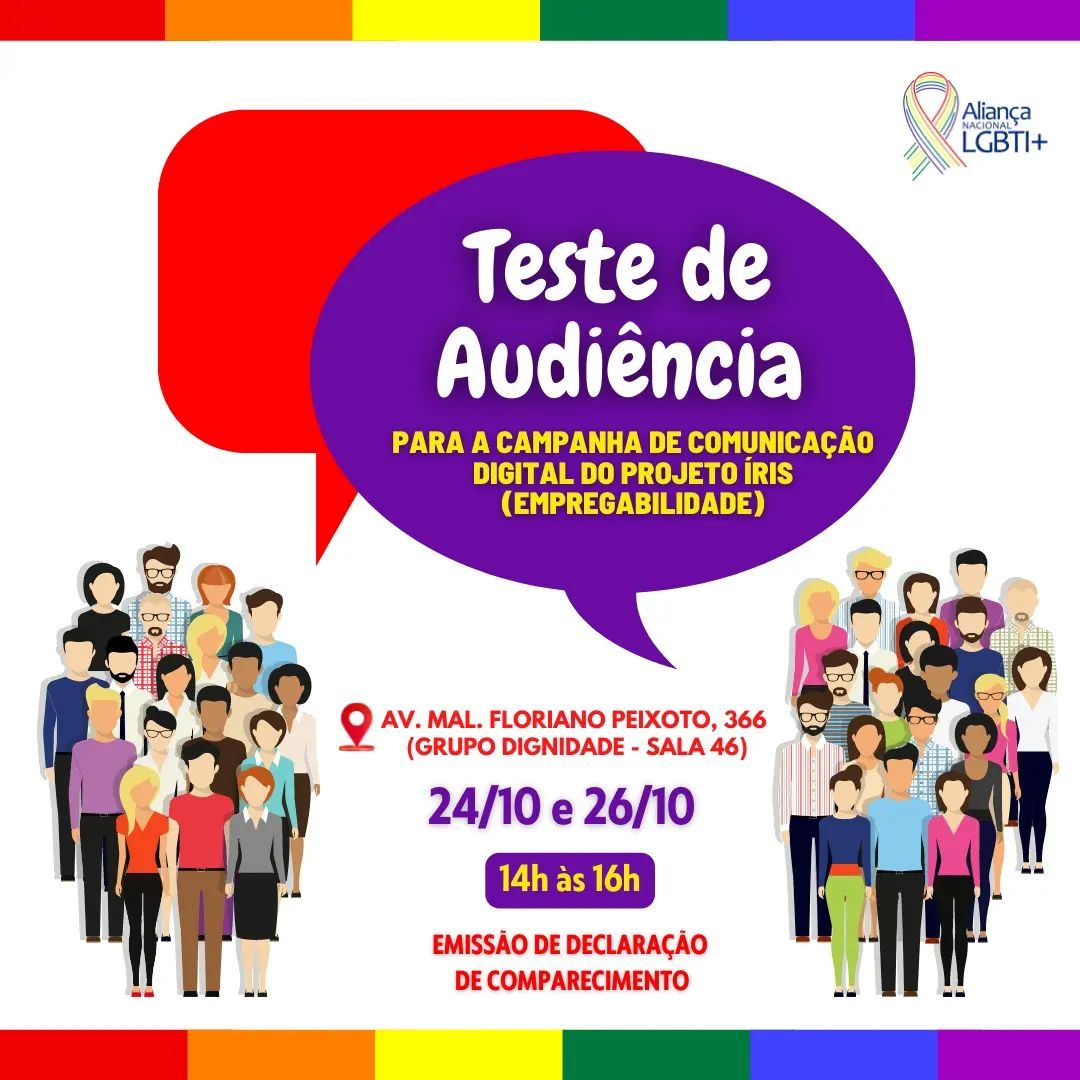 Aliança
NACIONAL
LGBTI+
Teste de
Audiência
PARA A CAMPANHA DE COMUNICAÇÃO
DIGITAL DO PROJETO ÍRIS
(EMPREGABILIDADE)
AV. MAL. FLORIANO PEIXOTO, 366
(GRUPO DIGNIDADE - SALA 46)
24/10 e 26/10
14h às 16h
EMISSÃO DE DECLARAÇÃO
DE COMPARECIMENTO